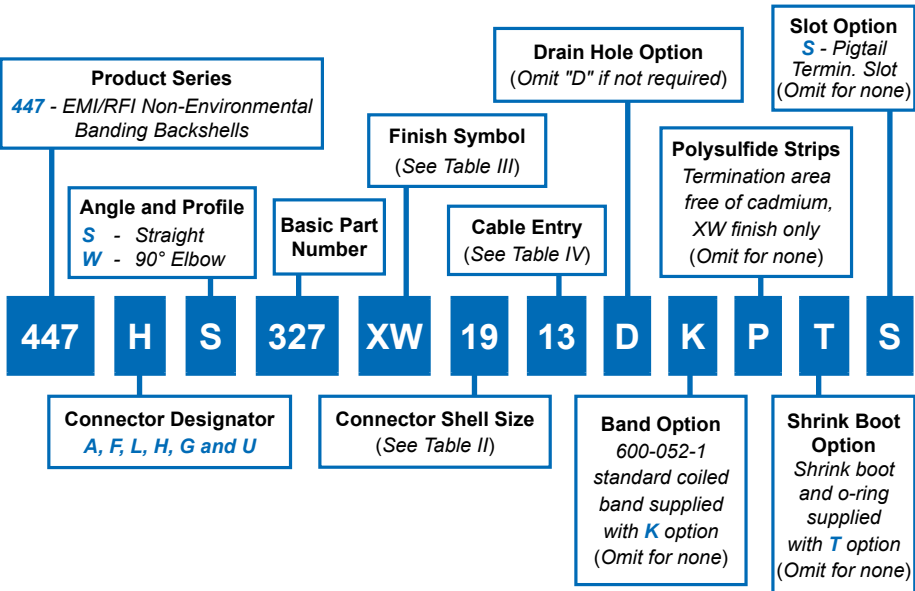 Product Series
447 - EMI/RFI Non-Environmental
Banding Backshells
Angle and Profile
S - Straight
W - 90° Elbow
Basic Part
Number
Finish Symbol
(See Table III)
Cable Entry
(See Table IV)
Drain Hole Option
(Omit "D" if not required)
Polysulfide Strips
Termination area
free of cadmium,
XW finish only
(Omit for none)
Slot Option
S - Pigtail
Termin. Slot
(Omit for none)
447 H S 327 XW 19 13 D K P T S
Connector Designator
A, F, L, H, G and U
Connector Shell Size
(See Table II)
Band Option
600-052-1
standard coiled
band supplied
with K option
(Omit for none)
Shrink Boot
Option
Shrink boot
and o-ring
supplied
with T option
(Omit for none)